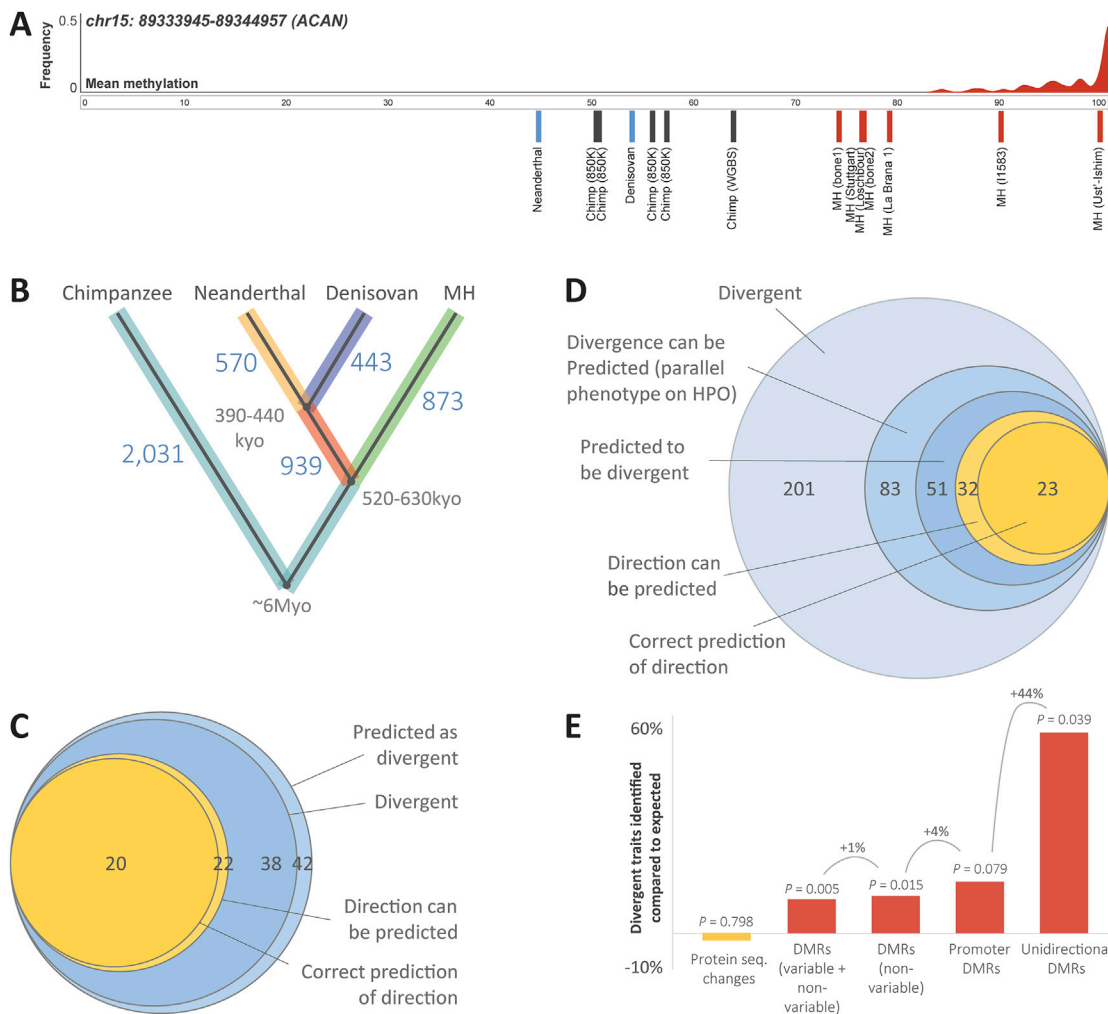 A
chr15: 89333945-89344957 (ACAN)
Frequency
0.5
0
Mean methylation
0 10 20 30 40 50 60 70 80 90 100
Neanderthal
Chimp (850K)
Chimp (850K)
Denisovan
Chimp (850K)
Chimp (850K)
Chimp (WGBS)
MH (bone1)
MH (Stuttgart)
MH (Loschbour)
MH (bone2)
MH (La Brana 1)
MH (I1583)
MH (Ust'-Ishim)
B
Chimpanzee Neanderthal Denisovan MH
570
443
873
390-440
kyo
2,031
939
520-630kyo
~6Myo
C
Predicted as
divergent
Divergent
20 22 38 42
Direction can
be predicted
Correct prediction
of direction
D
Divergent
Divergence can be
Predicted (parallel
phenotype on HPO)
Predicted to
be divergent
201 83 51 32 23
Direction can
be predicted
Correct prediction
of direction
E
Divergent traits identified
compared to expected
60%
-10%
P = 0.798
P = 0.005
+1%
P = 0.015
+4%
P = 0.079
+44%
P = 0.039
Protein seq.
changes
DMRs
(variable +
non-
variable)
DMRs
(non-
variable)
Promoter
DMRs
Unidirectional
DMRs